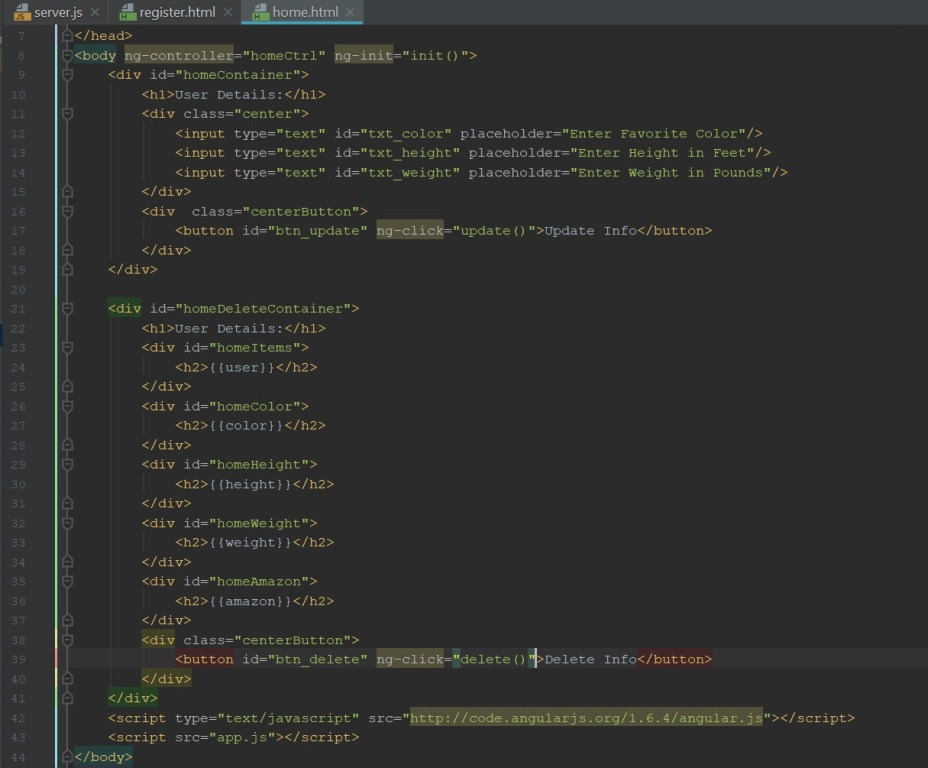 server.js × register.html × home.html ×
7 </head>
8 <body ng-controller="homeCtrl" ng-init="init()">
9 <div id="homeContainer">
10 <h1>User Details:</h1>
11 <div class="center">
12 <input type="text" id="txt_color" placeholder="Enter Favorite Color"/>
13 <input type="text" id="txt_height" placeholder="Enter Height in Feet"/>
14 <input type="text" id="txt_weight" placeholder="Enter Weight in Pounds"/>
15 </div>
16 <div  class="centerButton">
17 <button id="btn_update" ng-click="update()">Update Info</button>
18 </div>
19 </div>
20
21 <div id="homeDeleteContainer">
22 <h1>User Details:</h1>
23 <div id="homeItems">
24 <h2>{{user}}</h2>
25 </div>
26 <div id="homeColor">
27 <h2>{{color}}</h2>
28 </div>
29 <div id="homeHeight">
30 <h2>{{height}}</h2>
31 </div>
32 <div id="homeWeight">
33 <h2>{{weight}}</h2>
34 </div>
35 <div id="homeAmazon">
36 <h2>{{amazon}}</h2>
37 </div>
38 <div class="centerButton">
39 <button id="btn_delete" ng-click="delete()">Delete Info</button>
40 </div>
41 </div>
42 <script type="text/javascript" src="http://code.angularjs.org/1.6.4/angular.js"></script>
43 <script src="app.js"></script>
44 </body>